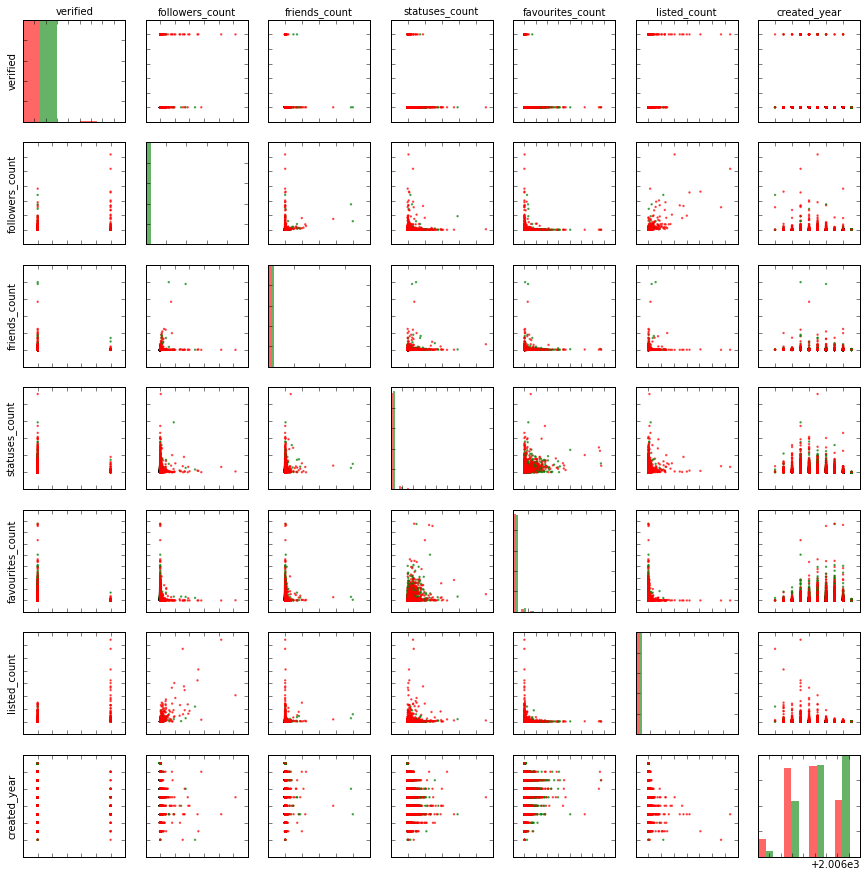 verified followers_count friends_count statuses_count favourites_count listed_count created_year
verified
followers_count
friends_count
statuses_count
favourites_count
listed_count
created_year
+2.006e3